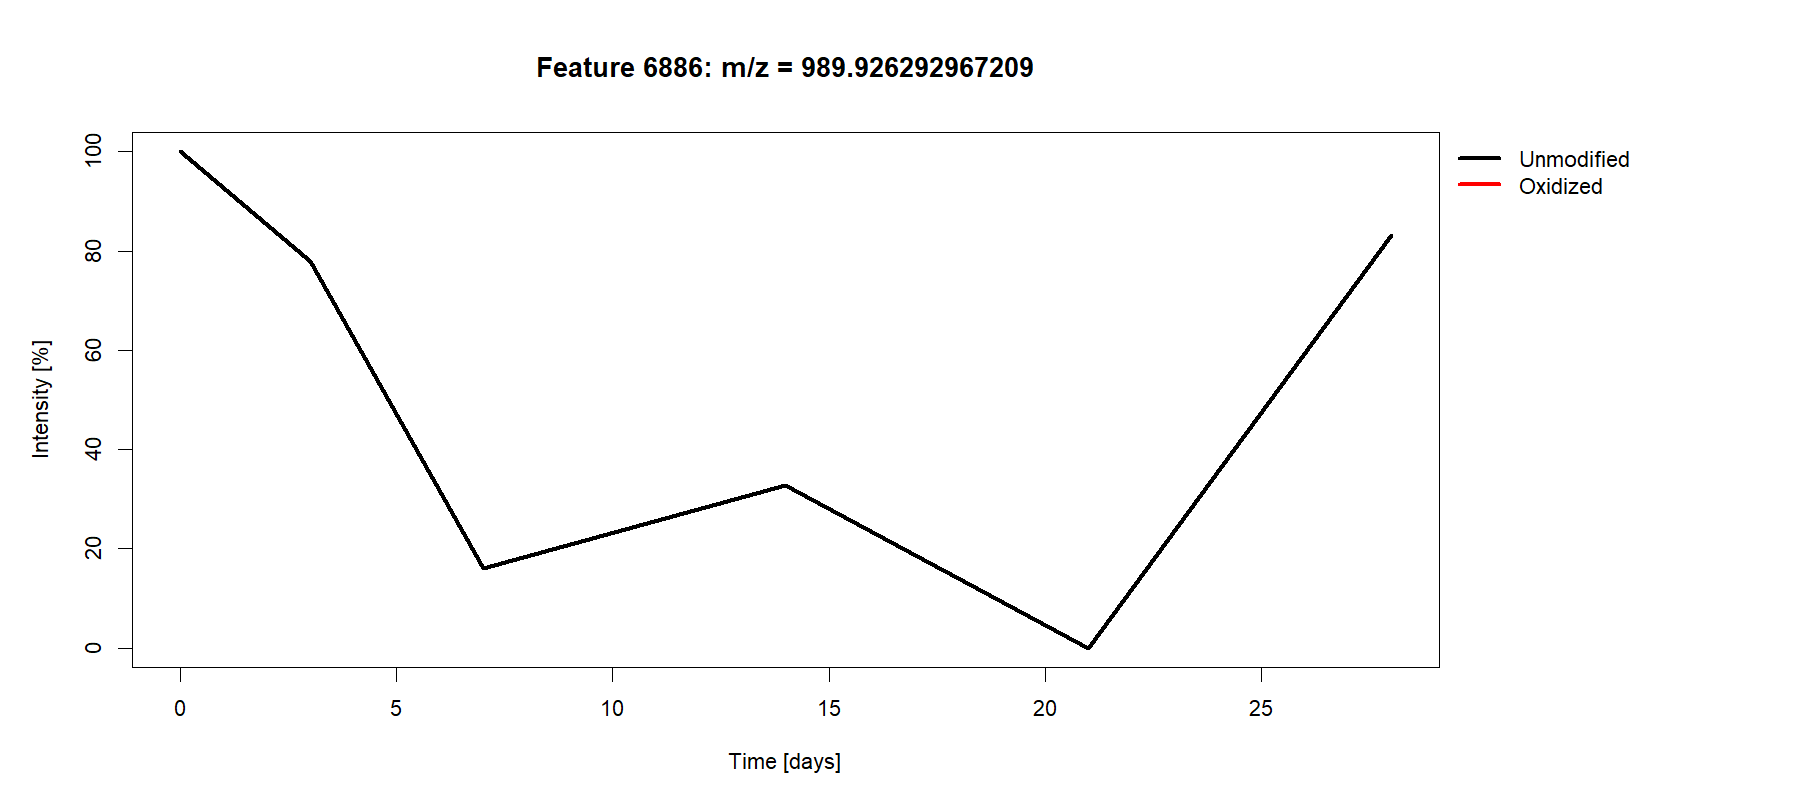 Feature 6886: m/z = 989.926292967209
Unmodified
Oxidized
Intensity [%]
100
80
60
40
20
0
0 5 10 15 20 25
Time [days]